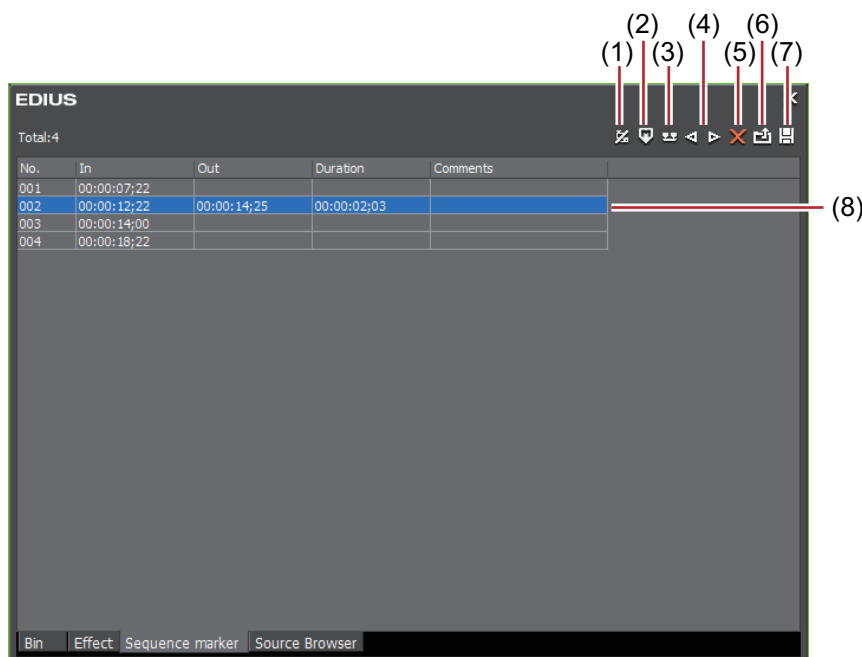 (2) (4) (6)
(1) (3) (5) (7)
EDIUS
Total:4
No. In Out Duration Comments
001 00:00:07;22
002 00:00:12;22 00:00:14;25 00:00:02;03
(8)
003 00:00:14;00
004 00:00:18;22
Bin Effect Sequence marker Source Browser